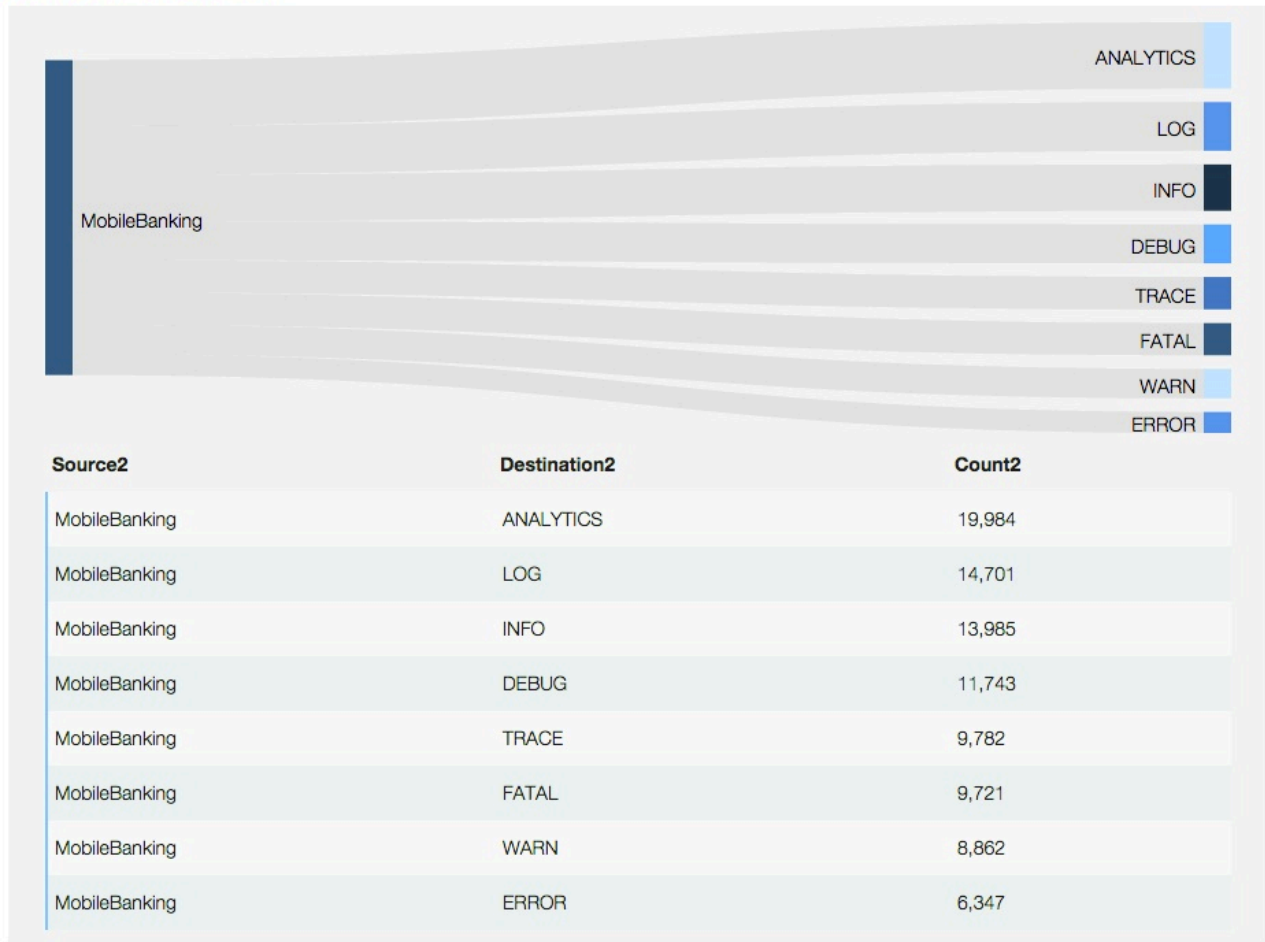 ANALYTICS
LOG
INFO
MobileBanking
DEBUG
TRACE
FATAL
WARN
ERROR
Source2 Destination2 Count2
MobileBanking ANALYTICS 19,984
MobileBanking LOG 14,701
MobileBanking INFO 13,985
MobileBanking DEBUG 11,743
MobileBanking TRACE 9,782
MobileBanking FATAL 9,721
MobileBanking WARN 8,862
MobileBanking ERROR 6,347